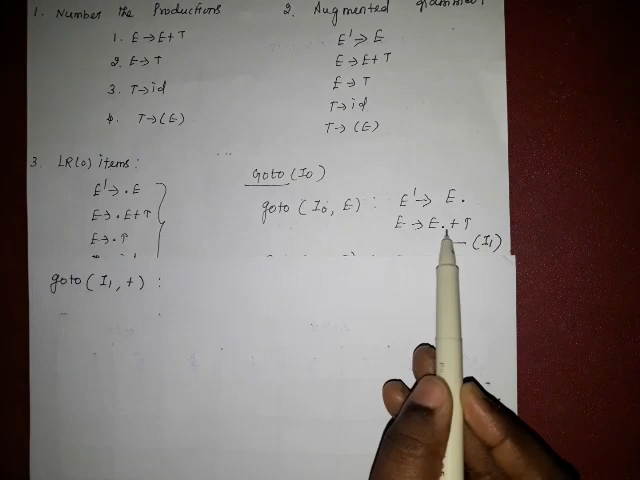 1. Number the Productions
1. E→E+T
2. E→T
3. T→id
4. T→(E)
2. Augmented grammar
E'→E
E→E+T
E→T
T→id
T→(E)
3. LR(0) items:
E'→.E
E→.E+T
E→.T
Goto (I0)
goto (I0, E) : E'→ E.
E→E.+T
— (I1)
goto (I1, +) :